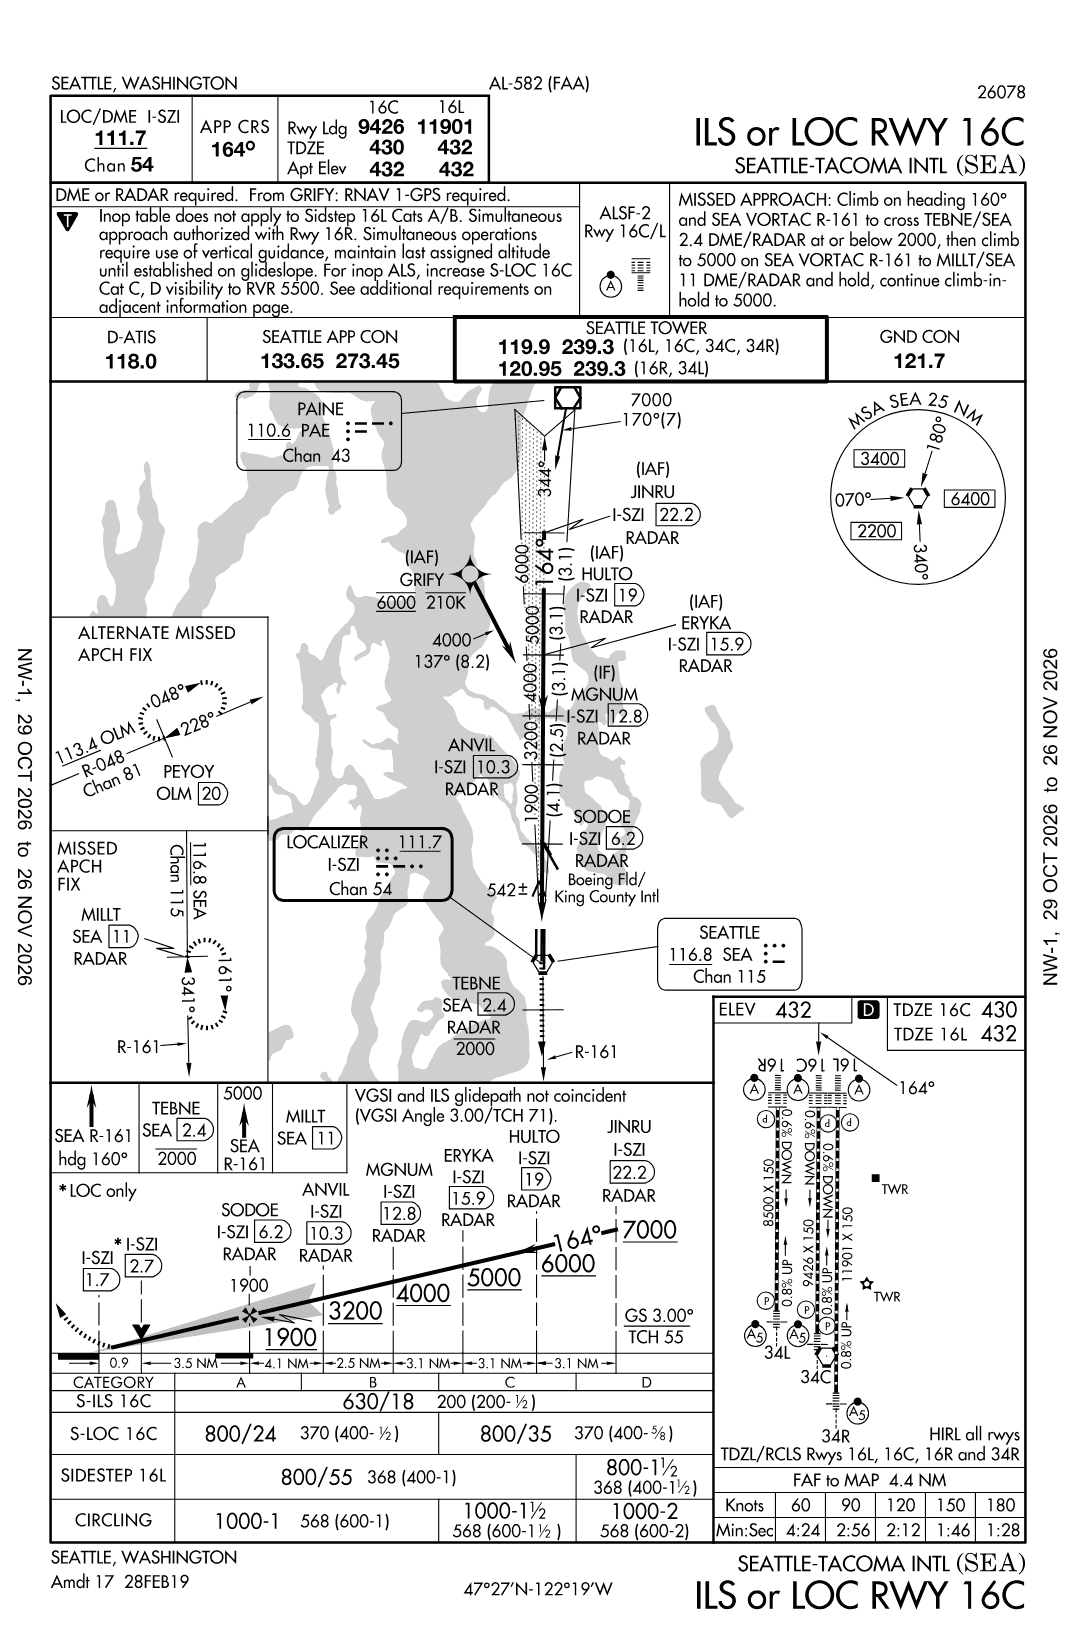 SEATTLE, WASHINGTON
AL-582 (FAA)
26078
LOC/DME I-SZI
111.7
Chan 54
APP CRS
164°
16C 16L
Rwy Ldg 9426 11901
TDZE 430 432
Apt Elev 432 432
ILS or LOC RWY 16C
SEATTLE-TACOMA INTL (SEA)
DME or RADAR required. From GRIFY: RNAV 1-GPS required.
T
Inop table does not apply to Sidstep 16L Cats A/B. Simultaneous
approach authorized with Rwy 16R. Simultaneous operations
require use of vertical guidance, maintain last assigned altitude
until established on glideslope. For inop ALS, increase S-LOC 16C
Cat C, D visibility to RVR 5500. See additional requirements on
adjacent information page.
ALSF-2
Rwy 16C/L
A
MISSED APPROACH: Climb on heading 160°
and SEA VORTAC R-161 to cross TEBNE/SEA
2.4 DME/RADAR at or below 2000, then climb
to 5000 on SEA VORTAC R-161 to MILLT/SEA
11 DME/RADAR and hold, continue climb-in-
hold to 5000.
D-ATIS
118.0
SEATTLE APP CON
133.65 273.45
SEATTLE TOWER
119.9 239.3 (16L, 16C, 34C, 34R)
120.95 239.3 (16R, 34L)
GND CON
121.7
PAINE
110.6 PAE
Chan 43
7000
170°(7)
344°
MSA SEA 25 NM
180°
3400
070°
6400
2200
340°
(IAF)
JINRU
I-SZI 22.2
RADAR
6000
164°
(3.1)
(IAF)
HULTO
I-SZI 19
RADAR
(IAF)
GRIFY
6000 210K
4000
137° (8.2)
5000
(3.1)
(IAF)
ERYKA
I-SZI 15.9
RADAR
4000
(3.1)
(IF)
MGNUM
I-SZI 12.8
RADAR
3200
(2.5)
ANVIL
I-SZI 10.3
RADAR
1900
(4.1)
SODOE
I-SZI 6.2
RADAR
Boeing Fld/
King County Intl
542±
LOCALIZER 111.7
I-SZI
Chan 54
SEATTLE
116.8 SEA
Chan 115
TEBNE
SEA 2.4
RADAR
2000
R-161
ALTERNATE MISSED
APCH FIX
048°
228°
113.4 OLM
R-048
Chan 81
PEYOY
OLM 20
MISSED
APCH
FIX
116.8 SEA
Chan 115
MILLT
SEA 11
RADAR
161°
341°
R-161
NW-1, 29 OCT 2026 to 26 NOV 2026
NW-1, 29 OCT 2026 to 26 NOV 2026
ELEV 432
D
TDZE 16C 430
TDZE 16L 432
16R 16C 16L
164°
A A A
P P P
0.6% DOWN
0.6% DOWN
0.6% DOWN
8500 X 150
9426 X 150
11901 X 150
TWR
TWR
0.8% UP
0.8% UP
0.8% UP
P P P
A5 A5
34L
34C
A5
34R
HIRL all rwys
TDZL/RCLS Rwys 16L, 16C, 16R and 34R
FAF to MAP 4.4 NM
Knots 60 90 120 150 180
Min:Sec 4:24 2:56 2:12 1:46 1:28
SEA R-161
hdg 160°
TEBNE
SEA 2.4
2000
5000
SEA
R-161
MILLT
SEA 11
VGSI and ILS glidepath not coincident
(VGSI Angle 3.00/TCH 71).
*LOC only
I-SZI
1.7
* I-SZI
2.7
SODOE
I-SZI 6.2
RADAR
ANVIL
I-SZI
10.3
RADAR
MGNUM
I-SZI
12.8
RADAR
ERYKA
I-SZI
15.9
RADAR
HULTO
I-SZI
19
RADAR
JINRU
I-SZI
22.2
RADAR
1900
164°
7000
6000
5000
4000
3200
1900
GS 3.00°
TCH 55
0.9 3.5 NM 4.1 NM 2.5 NM 3.1 NM 3.1 NM 3.1 NM
CATEGORY A B C D
S-ILS 16C 630/18 200 (200-½)
S-LOC 16C 800/24 370 (400-½) 800/35 370 (400-⅝)
SIDESTEP 16L 800/55 368 (400-1) 800-1½ 368 (400-1½)
CIRCLING 1000-1 568 (600-1) 1000-1½ 568 (600-1½) 1000-2 568 (600-2)
SEATTLE, WASHINGTON
Amdt 17 28FEB19
47°27'N-122°19'W
SEATTLE-TACOMA INTL (SEA)
ILS or LOC RWY 16C